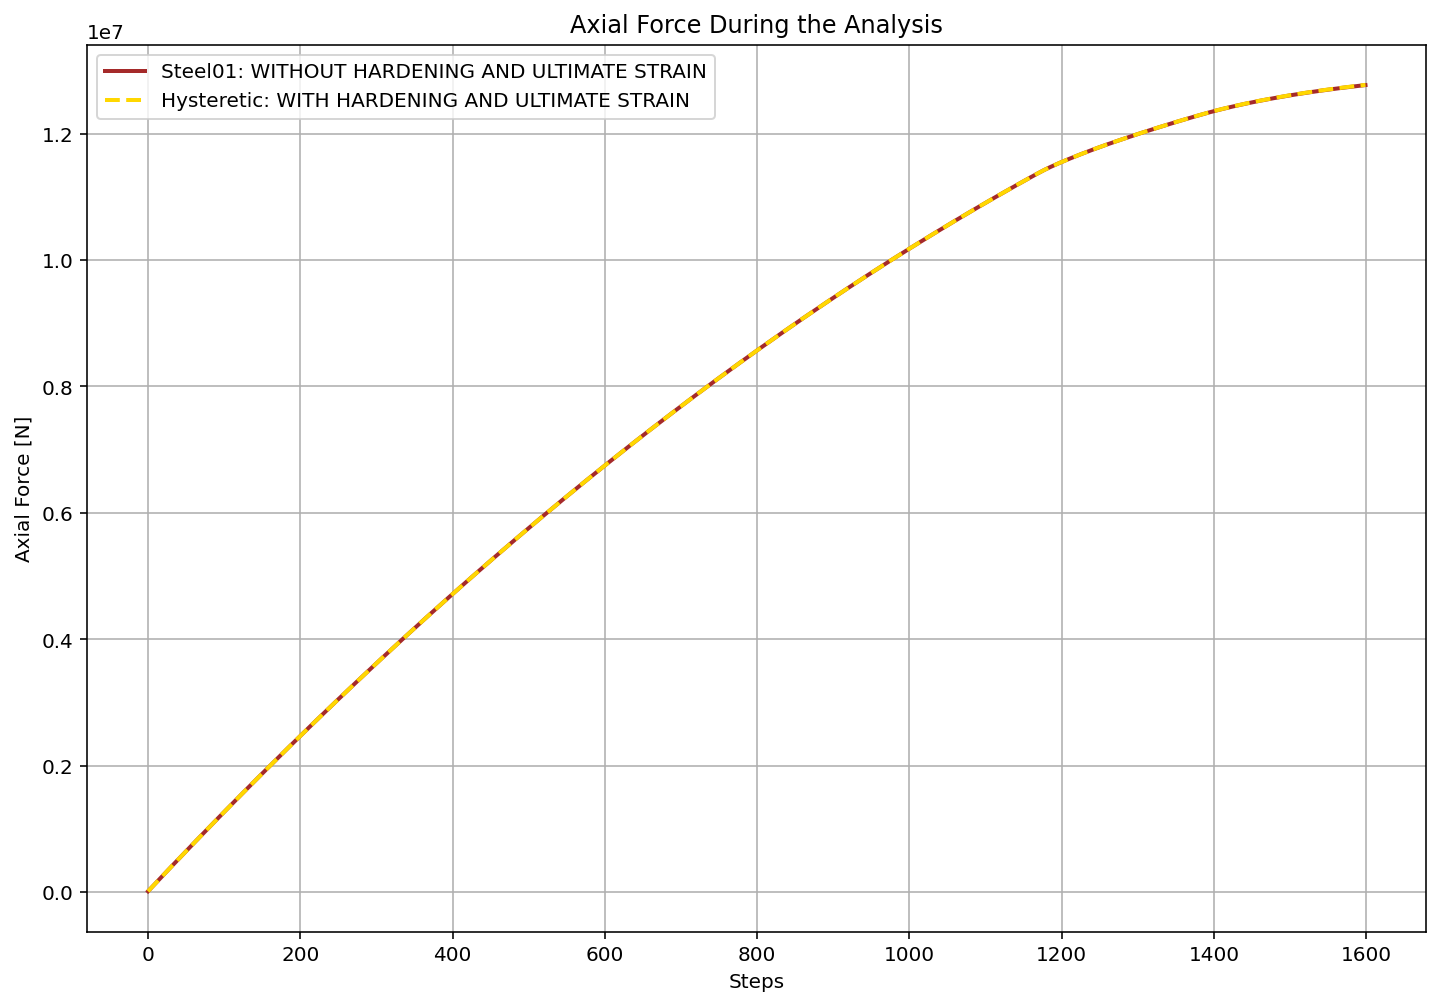 Axial Force During the Analysis
1e7
Steel01: WITHOUT HARDENING AND ULTIMATE STRAIN
Hysteretic: WITH HARDENING AND ULTIMATE STRAIN
1.2
1.0
0.8
0.6
0.4
0.2
0.0
Axial Force [N]
0 200 400 600 800 1000 1200 1400 1600
Steps